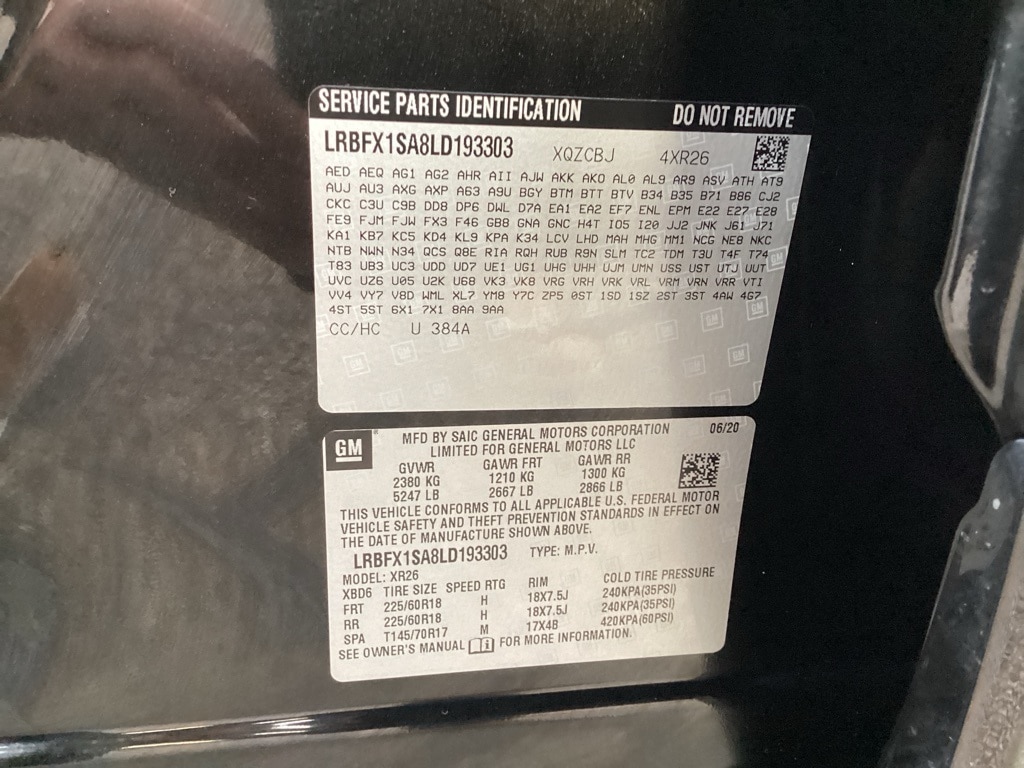 SERVICE PARTS IDENTIFICATION DO NOT REMOVE
LRBFX1SA8LD193303 XQZCBJ 4XR26
AED AEQ AG1 AG2 AHR AII AJW AKK AKO AL0 AL9 AR9 ASV ATH AT9
AUJ AU3 AXG AXP A63 A9U BGY BTM BTT BTV B34 B35 B71 B86 CJ2
CKC C3U C9B DD8 DP6 DWL D7A EA1 EA2 EF7 ENL EPM E22 E27 E28
FE9 FJM FJW FX3 F46 GB8 GNA GNC H4T IO5 I20 JJ2 JNK J61 J71
KA1 KB7 KC5 KD4 KL9 KPA K34 LCV LHD MAH MHG MM1 NCG NE8 NKC
NTB NWN N34 QCS Q8E RIA RQH RUB R9N SLM TC2 TDM T3U T4F T74
T83 UB3 UC3 UDD UD7 UE1 UG1 UHG UHH UJM UMN USS UST UTJ UUT
UVC UZ6 U05 U2K U68 VK3 VK8 VRG VRH VRK VRL VRM VRN VRR VTI
VV4 VY7 V8D WML XL7 YM8 Y7C ZP5 0ST 1SD 1SZ 2ST 3ST 4AW 4G7
4ST 5ST 6X1 7X1 8AA 9AA
CC/HC U 384A
GM MFD BY SAIC GENERAL MOTORS CORPORATION 06/20
LIMITED FOR GENERAL MOTORS LLC
GVWR GAWR FRT GAWR RR
2380 KG 1210 KG 1300 KG
5247 LB 2667 LB 2866 LB
THIS VEHICLE CONFORMS TO ALL APPLICABLE U.S. FEDERAL MOTOR
VEHICLE SAFETY AND THEFT PREVENTION STANDARDS IN EFFECT ON
THE DATE OF MANUFACTURE SHOWN ABOVE.
LRBFX1SA8LD193303 TYPE: M.P.V.
MODEL: XR26
XBD6 TIRE SIZE SPEED RTG RIM COLD TIRE PRESSURE
FRT 225/60R18 H 18X7.5J 240KPA(35PSI)
RR 225/60R18 H 18X7.5J 240KPA(35PSI)
SPA T145/70R17 M 17X4B 420KPA(60PSI)
SEE OWNER'S MANUAL FOR MORE INFORMATION.